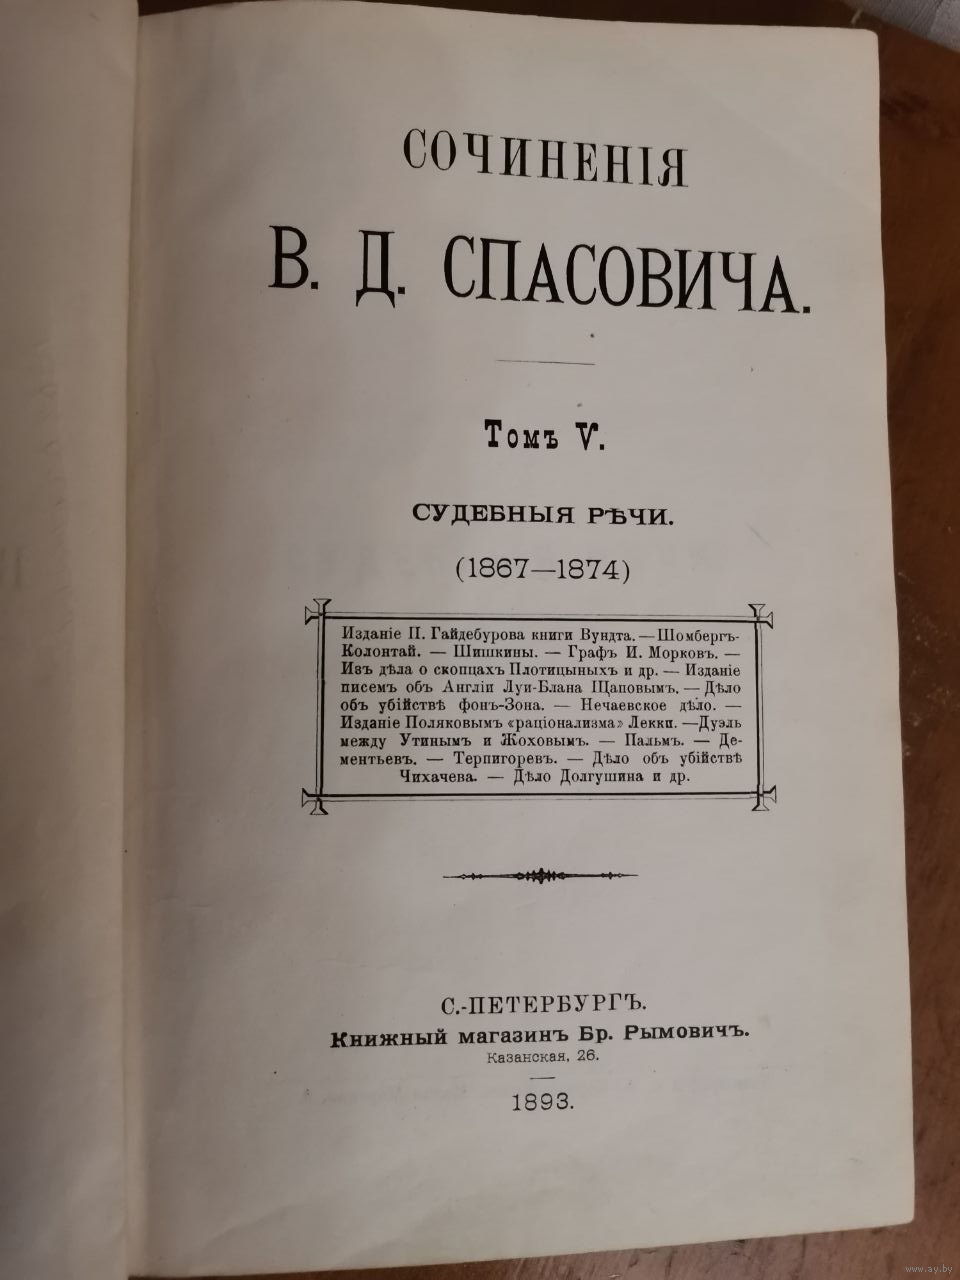 СОЧИНЕНІЯ
В. Д. СПАСОВИЧА.
Томъ V.
СУДЕБНЫЯ РѢЧИ.
(1867—1874)
Изданіе П. Гайдебурова книги Вундта. — Шомбергъ-
Колонтай. — Шишкины. — Графъ И. Морковъ. —
Изъ дѣла о скопцахъ Плотицыныхъ и др. — Изданіе
писемъ объ Англіи Луи-Блана Щаповымъ. — Дѣло
объ убійствѣ фонъ-Зона. — Нечаевское дѣло. —
Изданіе Поляковымъ «раціонализма» Лекки. — Дуэль
между Утинымъ и Жоховымъ. — Пальмъ. — Де-
ментьевъ. — Терпигоревъ. — Дѣло объ убійствѣ
Чихачева. — Дѣло Долгушина и др.
С.-ПЕТЕРБУРГЪ.
Книжный магазинъ Бр. Рымовичъ.
Казанская, 26.
1893.
www.ay.by